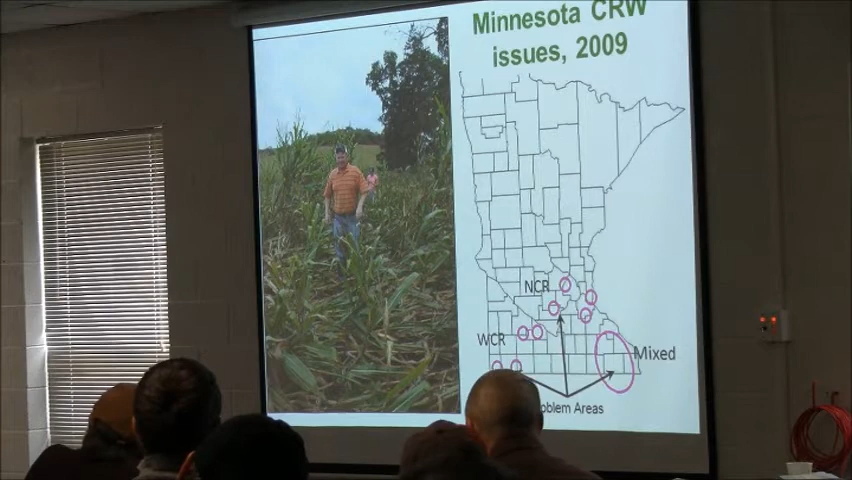 Minnesota CRW
issues, 2009
NCR
WCR
Mixed
oblem Areas